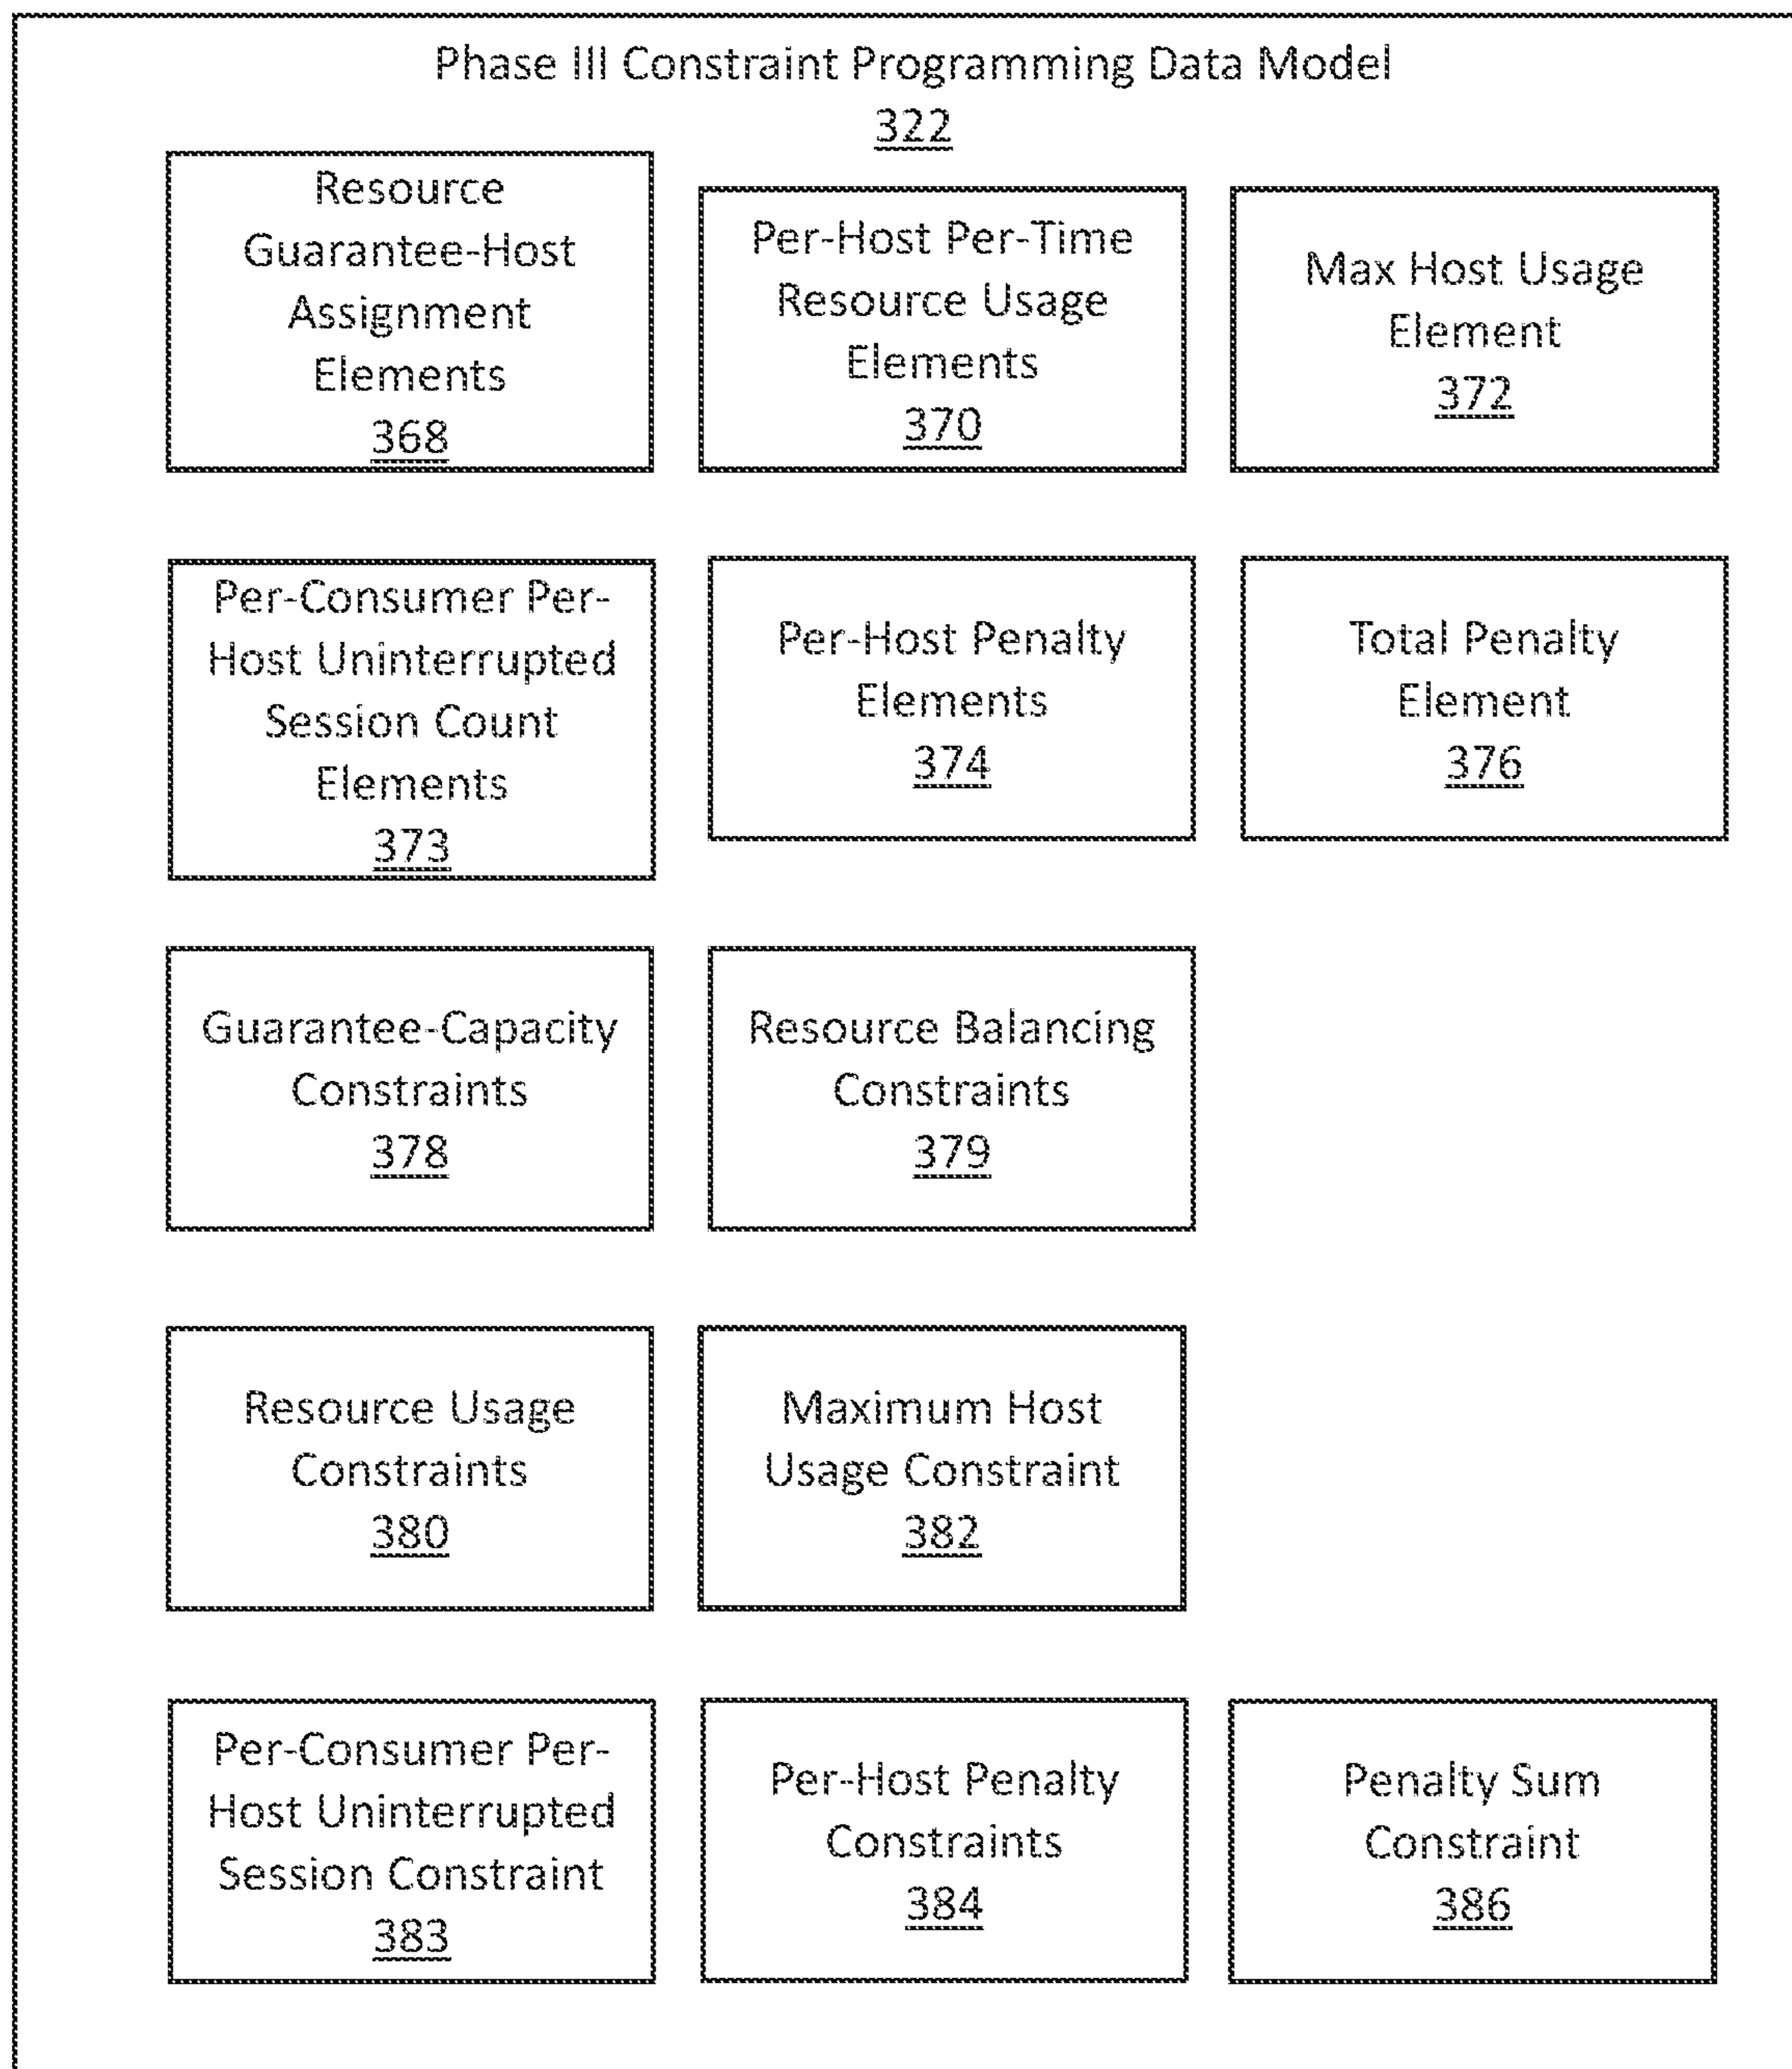 Phase III Constraint Programming Data Model
322
Resource
Guarantee-Host
Assignment
Elements
368
Per-Host Per-Time
Resource Usage
Elements
370
Max Host Usage
Element
372
Per-Consumer Per-
Host Uninterrupted
Session Count
Elements
373
Per-Host Penalty
Elements
374
Total Penalty
Element
376
Guarantee-Capacity
Constraints
378
Resource Balancing
Constraints
379
Resource Usage
Constraints
380
Maximum Host
Usage Constraint
382
Per-Consumer Per-
Host Uninterrupted
Session Constraint
383
Per-Host Penalty
Constraints
384
Penalty Sum
Constraint
386